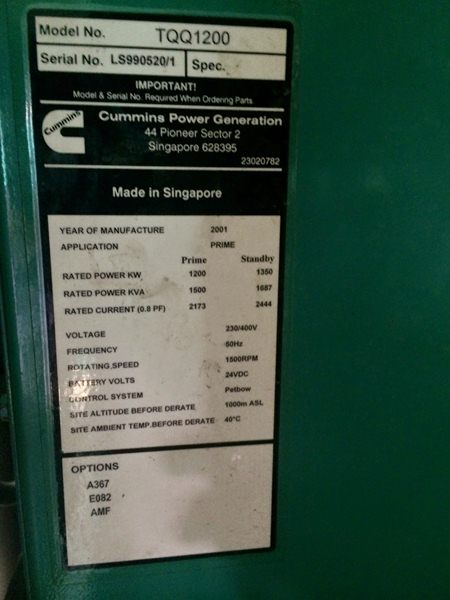 Model No. TQQ1200
Serial No. LS990520/1 Spec.
IMPORTANT!
Model & Serial No. Required When Ordering Parts
Cummins
Cummins Power Generation
44 Pioneer Sector 2
Singapore 628395
23020782
Made in Singapore
YEAR OF MANUFACTURE 2001
APPLICATION PRIME
Prime Standby
RATED POWER KW 1200 1350
RATED POWER KVA 1500 1687
RATED CURRENT (0.8 PF) 2173 2444
VOLTAGE 230/400V
FREQUENCY 50Hz
ROTATING.SPEED 1500RPM
BATTERY VOLTS 24VDC
CONTROL SYSTEM Petbow
SITE ALTITUDE BEFORE DERATE 1000m ASL
SITE AMBIENT TEMP.BEFORE DERATE 40°C
OPTIONS
A367
E082
AMF